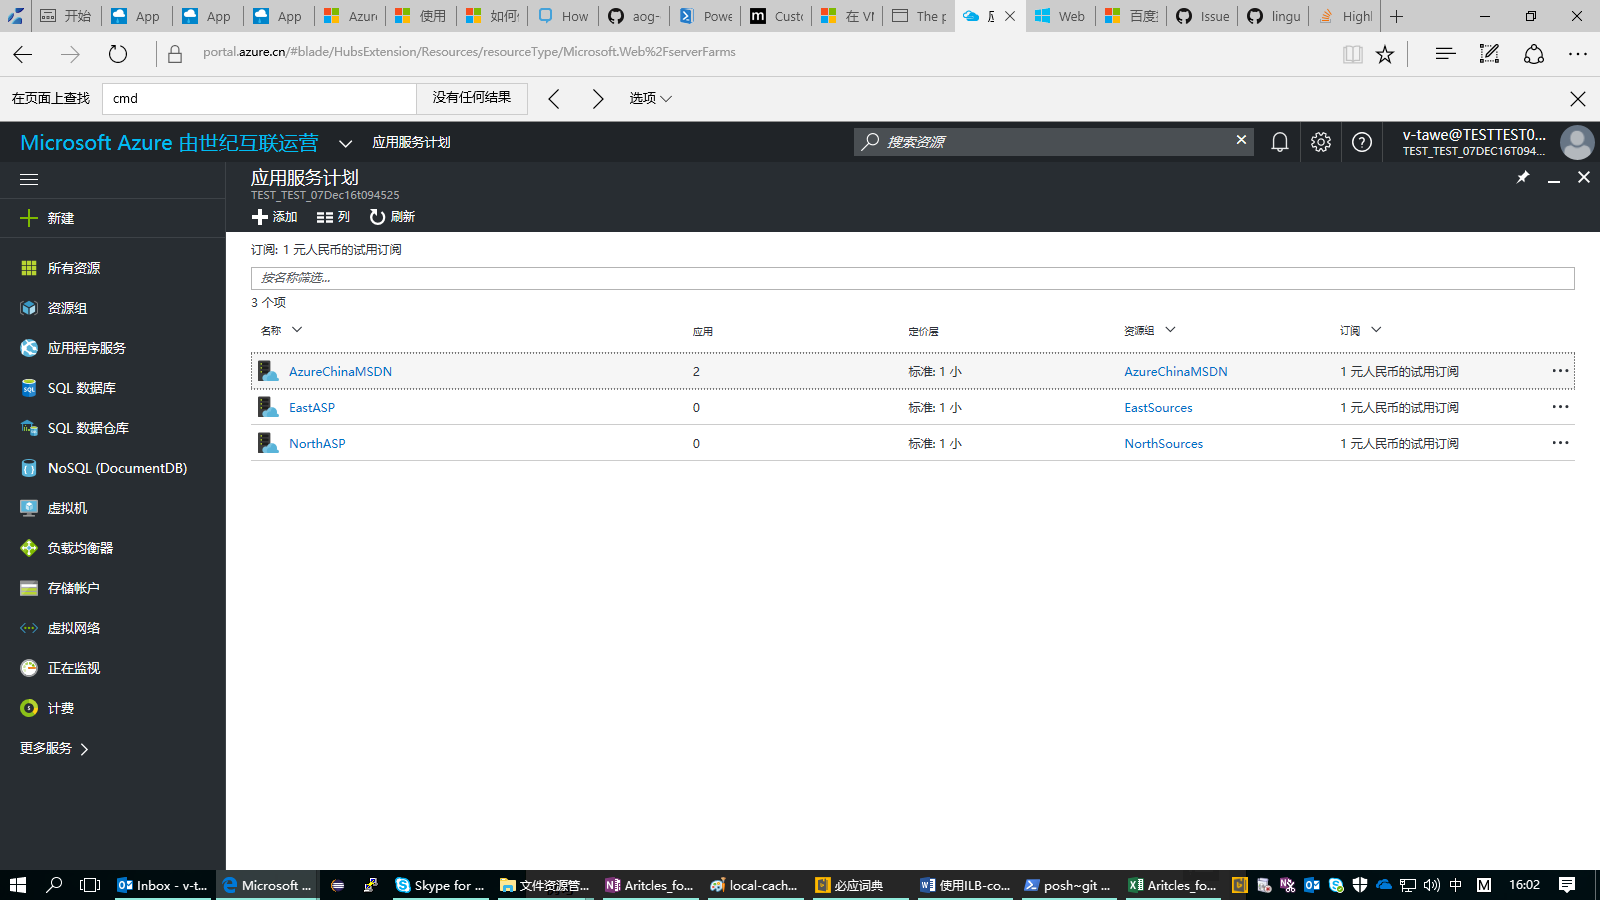 开始 App App App Azure 使用 如何 How aog- Powe Custo 在 VM The p Web 百度 Issue lingu Highl
portal.azure.cn/#blade/HubsExtension/Resources/resourceType/Microsoft.Web%2FserverFarms
在页面上查找 cmd 没有任何结果 选项
Microsoft Azure 由世纪互联运营 应用服务计划 搜索资源 v-tawe@TESTTEST0...
TEST_TEST_07DEC16T094...
应用服务计划
TEST_TEST_07Dec16t094525
添加 列 刷新
新建
所有资源
资源组
应用程序服务
SQL 数据库
SQL 数据仓库
NoSQL (DocumentDB)
虚拟机
负载均衡器
存储帐户
虚拟网络
正在监视
计费
更多服务
订阅: 1 元人民币的试用订阅
按名称筛选...
3 个项
名称 应用 定价层 资源组 订阅
AzureChinaMSDN 2 标准: 1 小 AzureChinaMSDN 1 元人民币的试用订阅
EastASP 0 标准: 1 小 EastSources 1 元人民币的试用订阅
NorthASP 0 标准: 1 小 NorthSources 1 元人民币的试用订阅
Inbox - v-t... Microsoft ... Skype for ... 文件资源管... Aritcles_fo... local-cach... 必应词典 使用ILB-co... posh~git ... Aritcles_fo... 中 M 16:02